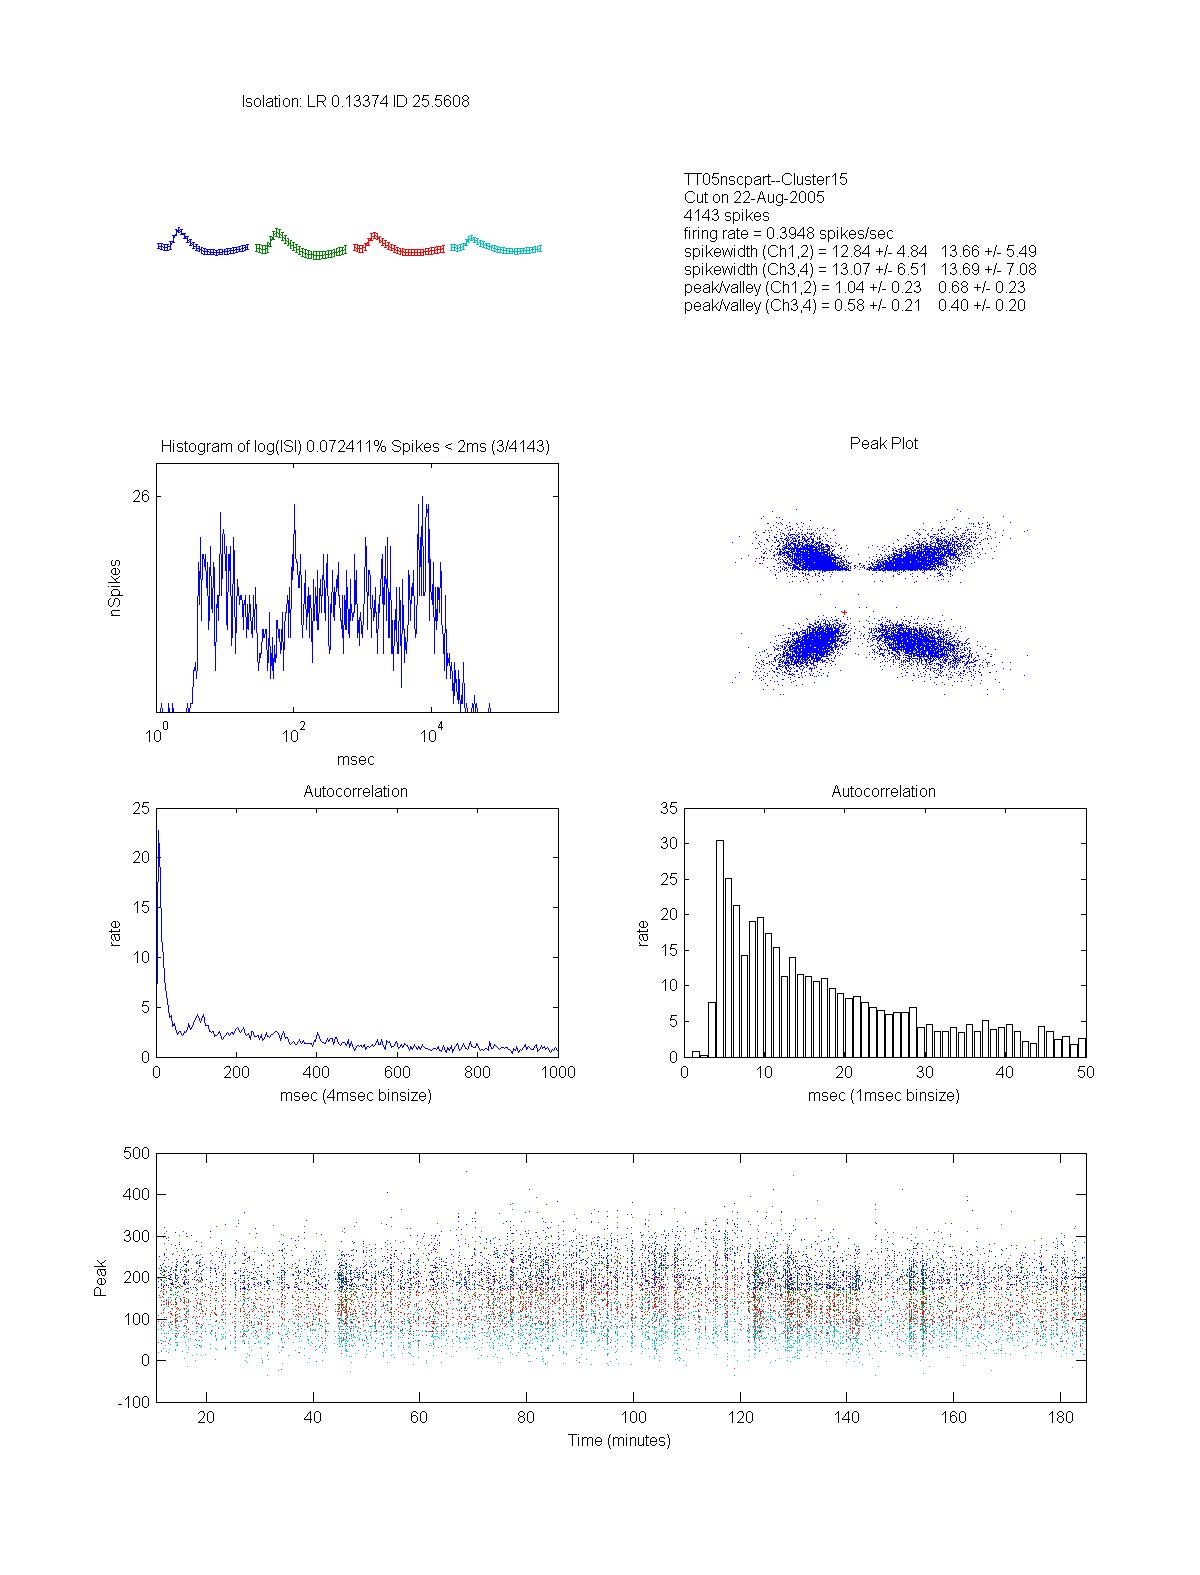 Isolation: LR 0.13374 ID 25.5608
TT05nscpart--Cluster15
Cut on 22-Aug-2005
4143 spikes
firing rate = 0.3948 spikes/sec
spikewidth (Ch1,2) = 12.84 +/- 4.84 13.66 +/- 5.49
spikewidth (Ch3,4) = 13.07 +/- 6.51 13.69 +/- 7.08
peak/valley (Ch1,2) = 1.04 +/- 0.23 0.68 +/- 0.23
peak/valley (Ch3,4) = 0.58 +/- 0.21 0.40 +/- 0.20
Histogram of log(ISI) 0.072411% Spikes < 2ms (3/4143)
26
nSpikes
10^0 10^2 10^4
msec
Peak Plot
Autocorrelation
25
20
15
10
5
0
rate
0 200 400 600 800 1000
msec (4msec binsize)
Autocorrelation
35
30
25
20
15
10
5
0
rate
0 10 20 30 40 50
msec (1msec binsize)
500
400
300
200
100
0
-100
Peak
20 40 60 80 100 120 140 160 180
Time (minutes)